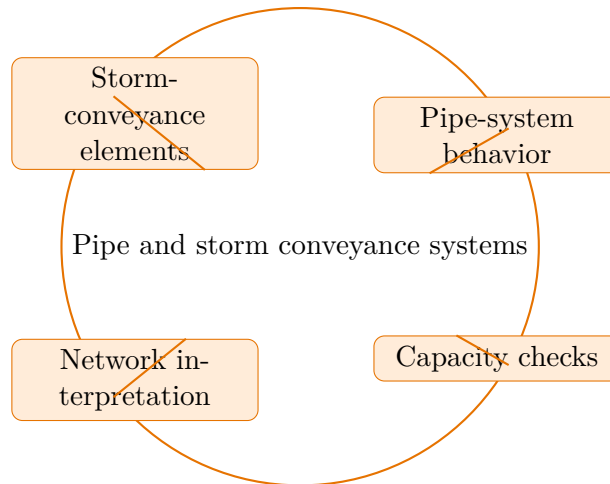 Storm-
conveyance
elements
Pipe-system
behavior
Pipe and storm conveyance systems
Network in-
terpretation
Capacity checks